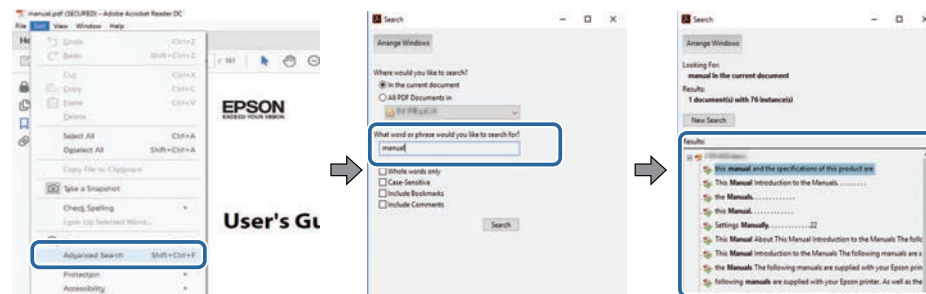 manual.pdf (SECURED) - Adobe Acrobat Reader DC
File Edit View Window Help
Undo Ctrl+Z
Redo Shift+Ctrl+Z
Cut Ctrl+X
Copy Ctrl+C
Paste Ctrl+V
Delete
Select All Ctrl+A
Deselect All Shift+Ctrl+A
Copy File to Clipboard
Take a Snapshot
Check Spelling
Look Up Selected Word...
Advanced Search Shift+Ctrl+F
Protection
Accessibility
EPSON
EXCEED YOUR VISION
User's Gu
Search
Arrange Windows
Where would you like to search?
In the current document
All PDF Documents in
What word or phrase would you like to search for?
manual
Whole words only
Case-Sensitive
Include Bookmarks
Include Comments
Search
Search
Arrange Windows
Looking For:
manual in the current document
Results:
1 document(s) with 76 instance(s)
New Search
Results:
this manual and the specifications of this product are
This Manual Introduction to the Manuals. . . . . . . . .
the Manuals. . . . . . . . . . . .
this Manual. . . . . . . . . . . . .
Settings Manually. . . . . . . . . . . .22
This Manual About This Manual Introduction to the Manuals The follo
This Manual Introduction to the Manuals The following manuals are s
the Manuals The following manuals are supplied with your Epson prin
following manuals are supplied with your Epson printer. As well as the